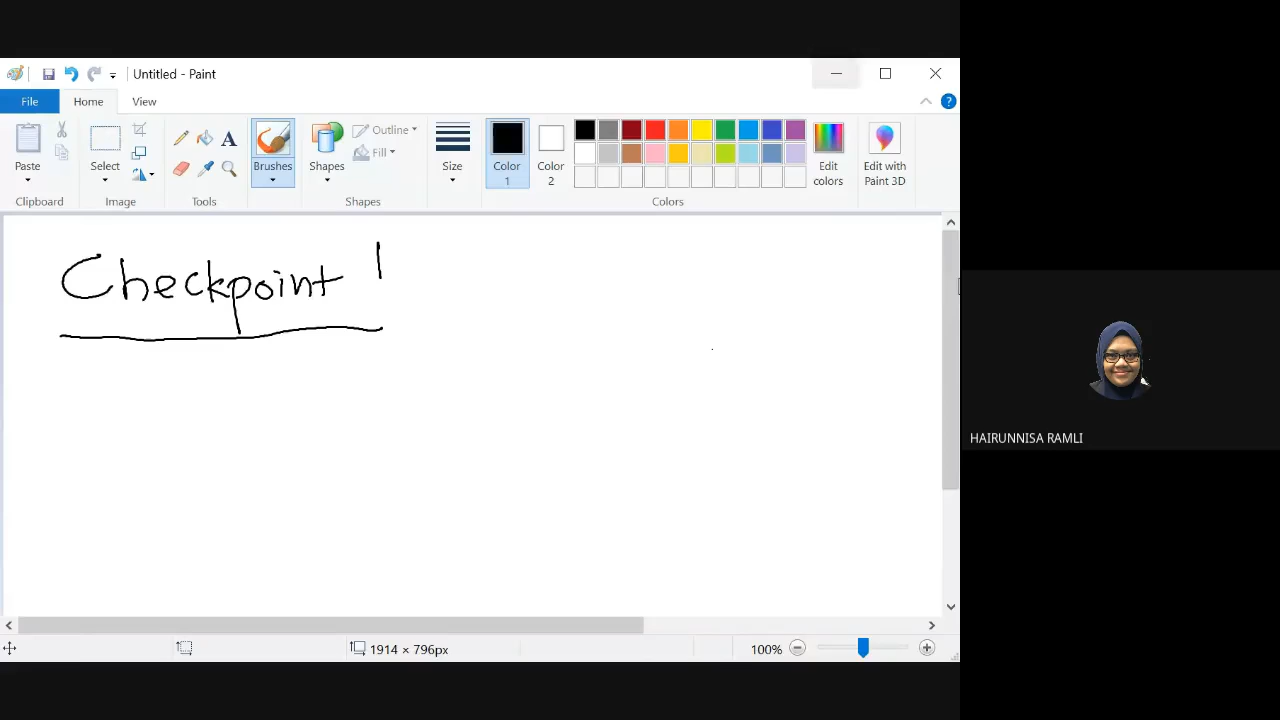 Untitled - Paint
File Home View
Outline
Fill
Paste Select Brushes Shapes Size Color 1 Color 2 Edit colors Edit with Paint 3D
Clipboard Image Tools Shapes Colors
Checkpoint 1
HAIRUNNISA RAMLI
1914 × 796px 100%